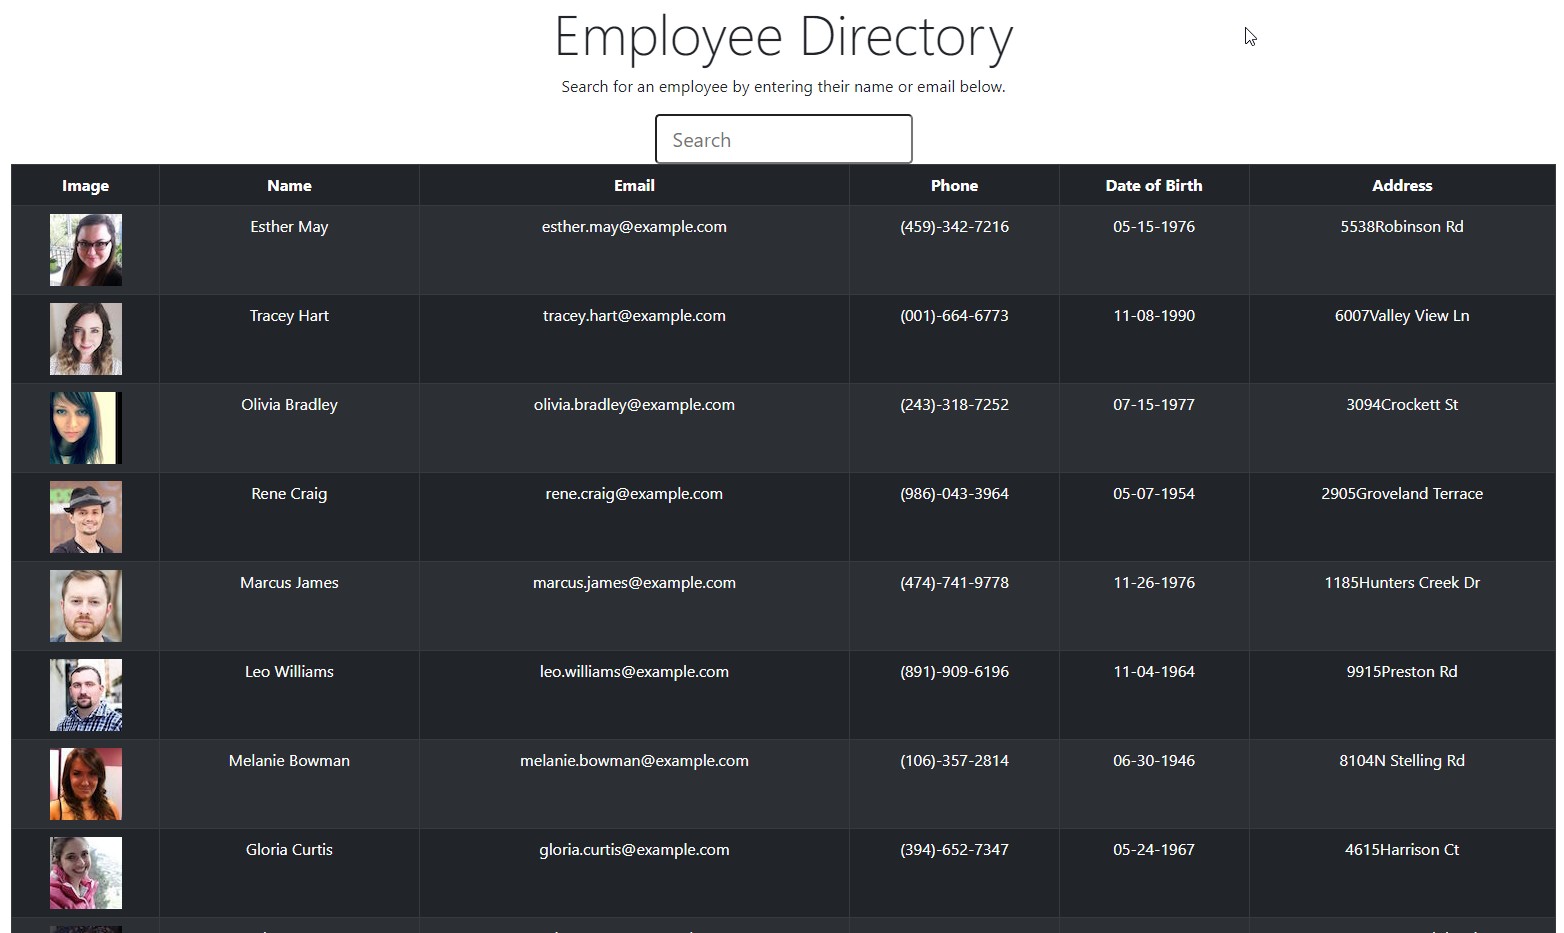 Employee Directory
Search for an employee by entering their name or email below.
Search
Image Name Email Phone Date of Birth Address
Esther May esther.may@example.com (459)-342-7216 05-15-1976 5538Robinson Rd
Tracey Hart tracey.hart@example.com (001)-664-6773 11-08-1990 6007Valley View Ln
Olivia Bradley olivia.bradley@example.com (243)-318-7252 07-15-1977 3094Crockett St
Rene Craig rene.craig@example.com (986)-043-3964 05-07-1954 2905Groveland Terrace
Marcus James marcus.james@example.com (474)-741-9778 11-26-1976 1185Hunters Creek Dr
Leo Williams leo.williams@example.com (891)-909-6196 11-04-1964 9915Preston Rd
Melanie Bowman melanie.bowman@example.com (106)-357-2814 06-30-1946 8104N Stelling Rd
Gloria Curtis gloria.curtis@example.com (394)-652-7347 05-24-1967 4615Harrison Ct